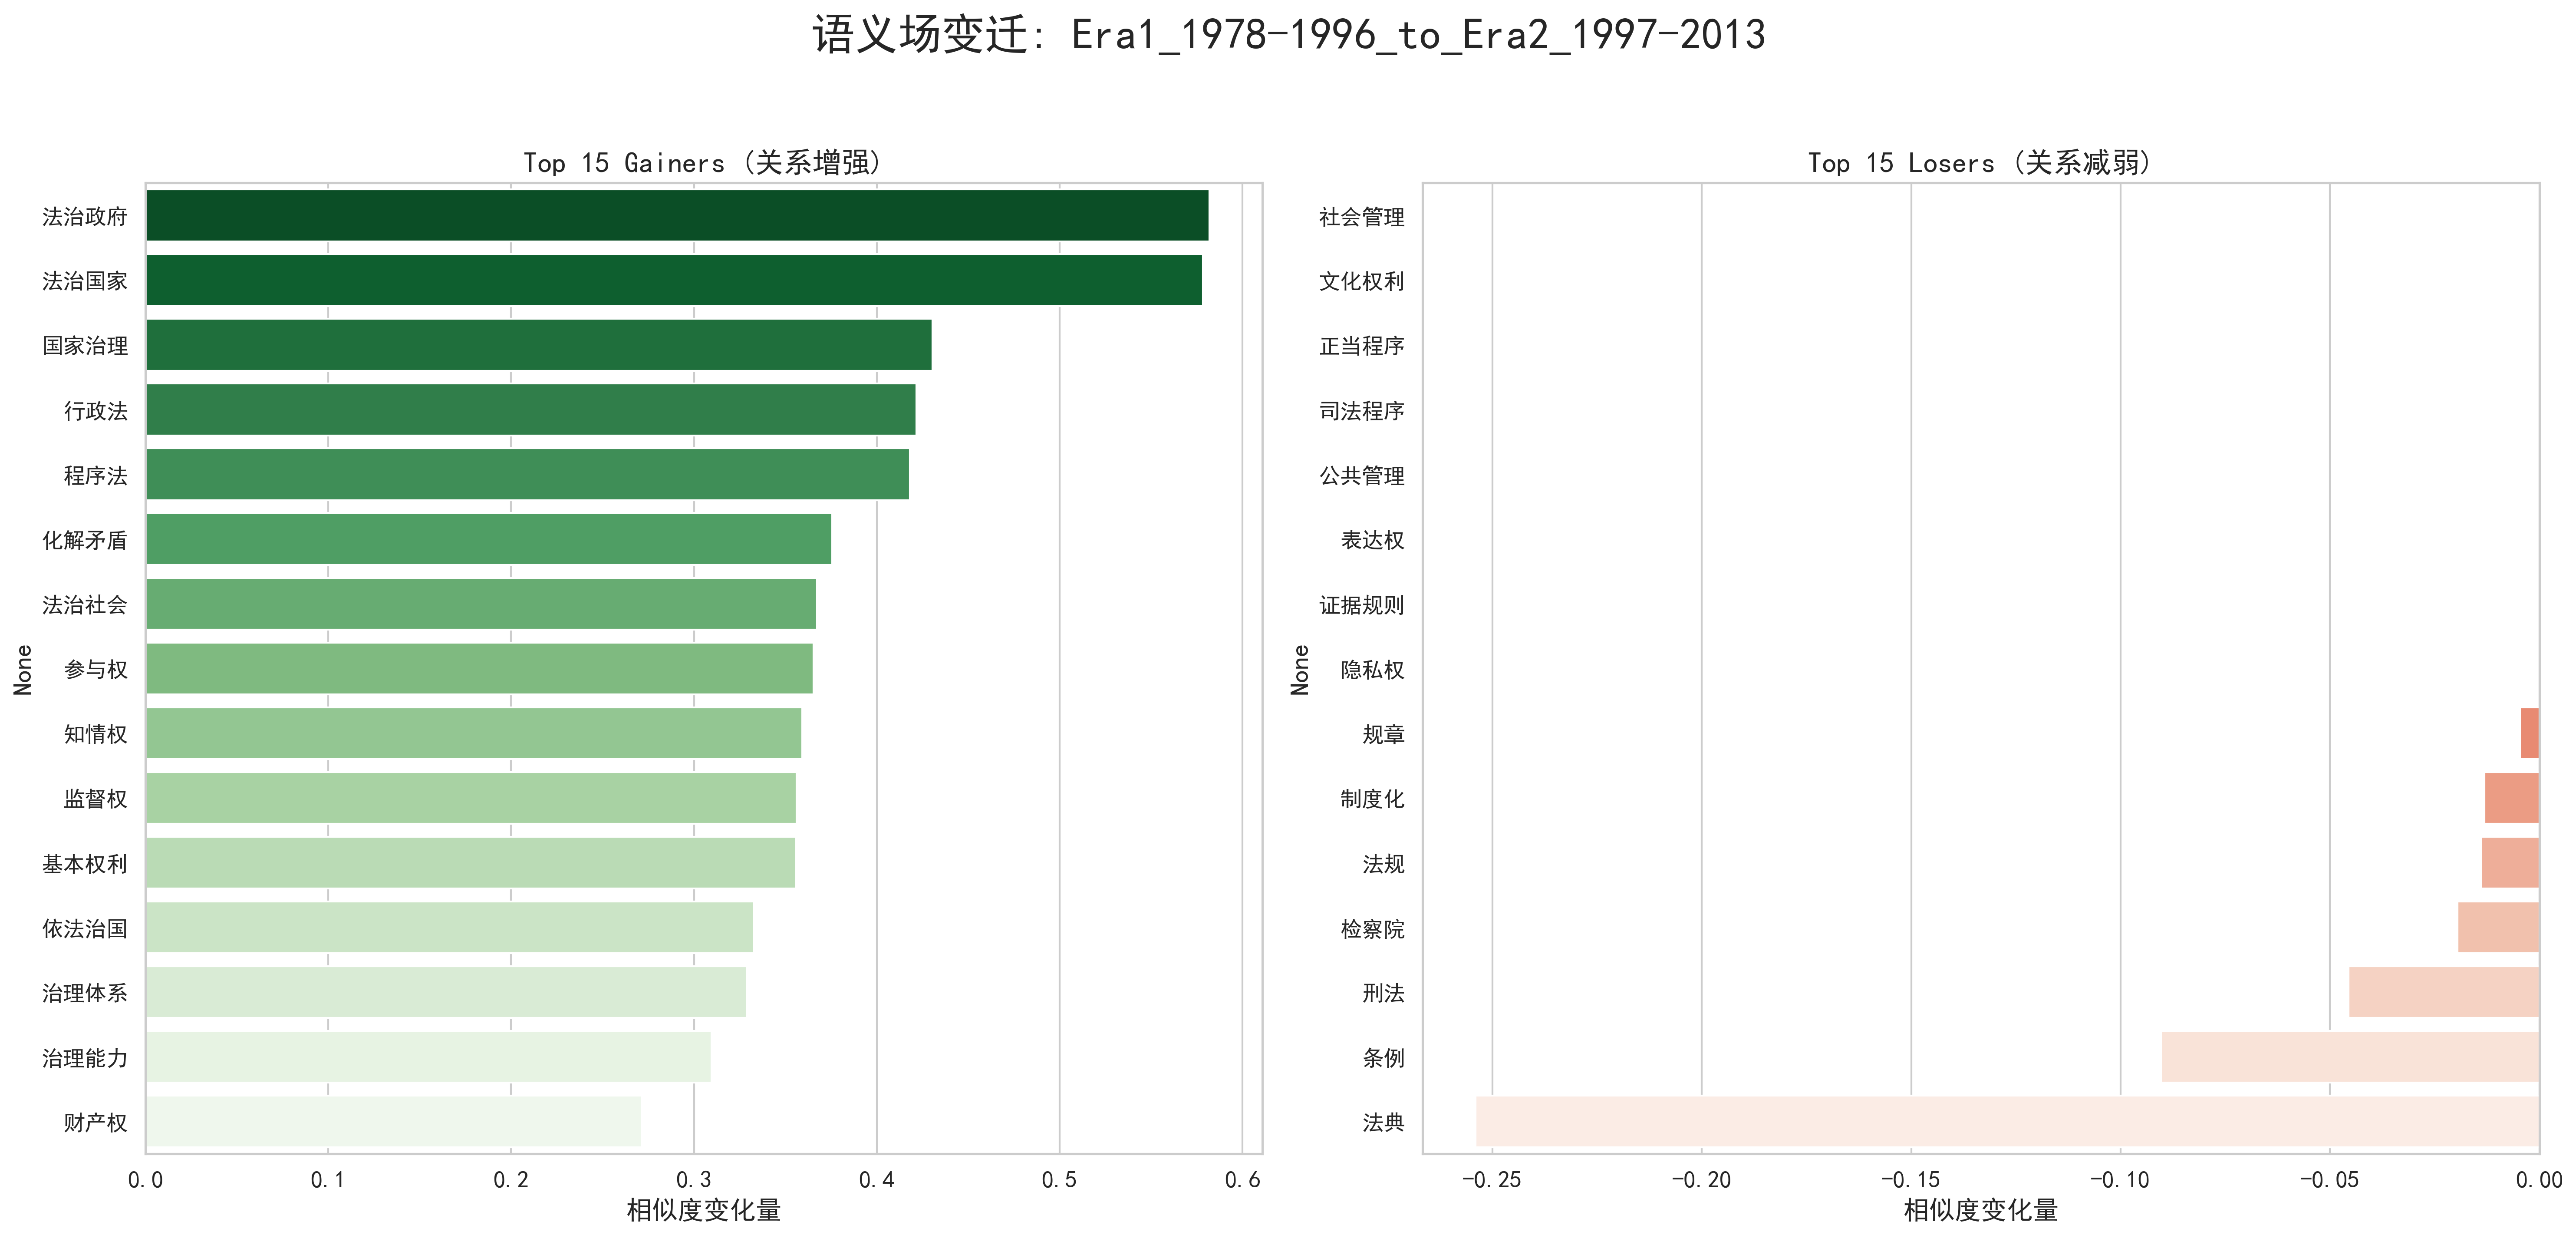 语义场变迁: Era1_1978-1996_to_Era2_1997-2013
Top 15 Gainers (关系增强)
法治政府
法治国家
国家治理
行政法
程序法
化解矛盾
法治社会
参与权
知情权
监督权
基本权利
依法治国
治理体系
治理能力
财产权
None
0.0 0.1 0.2 0.3 0.4 0.5 0.6
相似度变化量
Top 15 Losers (关系减弱)
社会管理
文化权利
正当程序
司法程序
公共管理
表达权
证据规则
隐私权
规章
制度化
法规
检察院
刑法
条例
法典
None
-0.25 -0.20 -0.15 -0.10 -0.05 0.00
相似度变化量